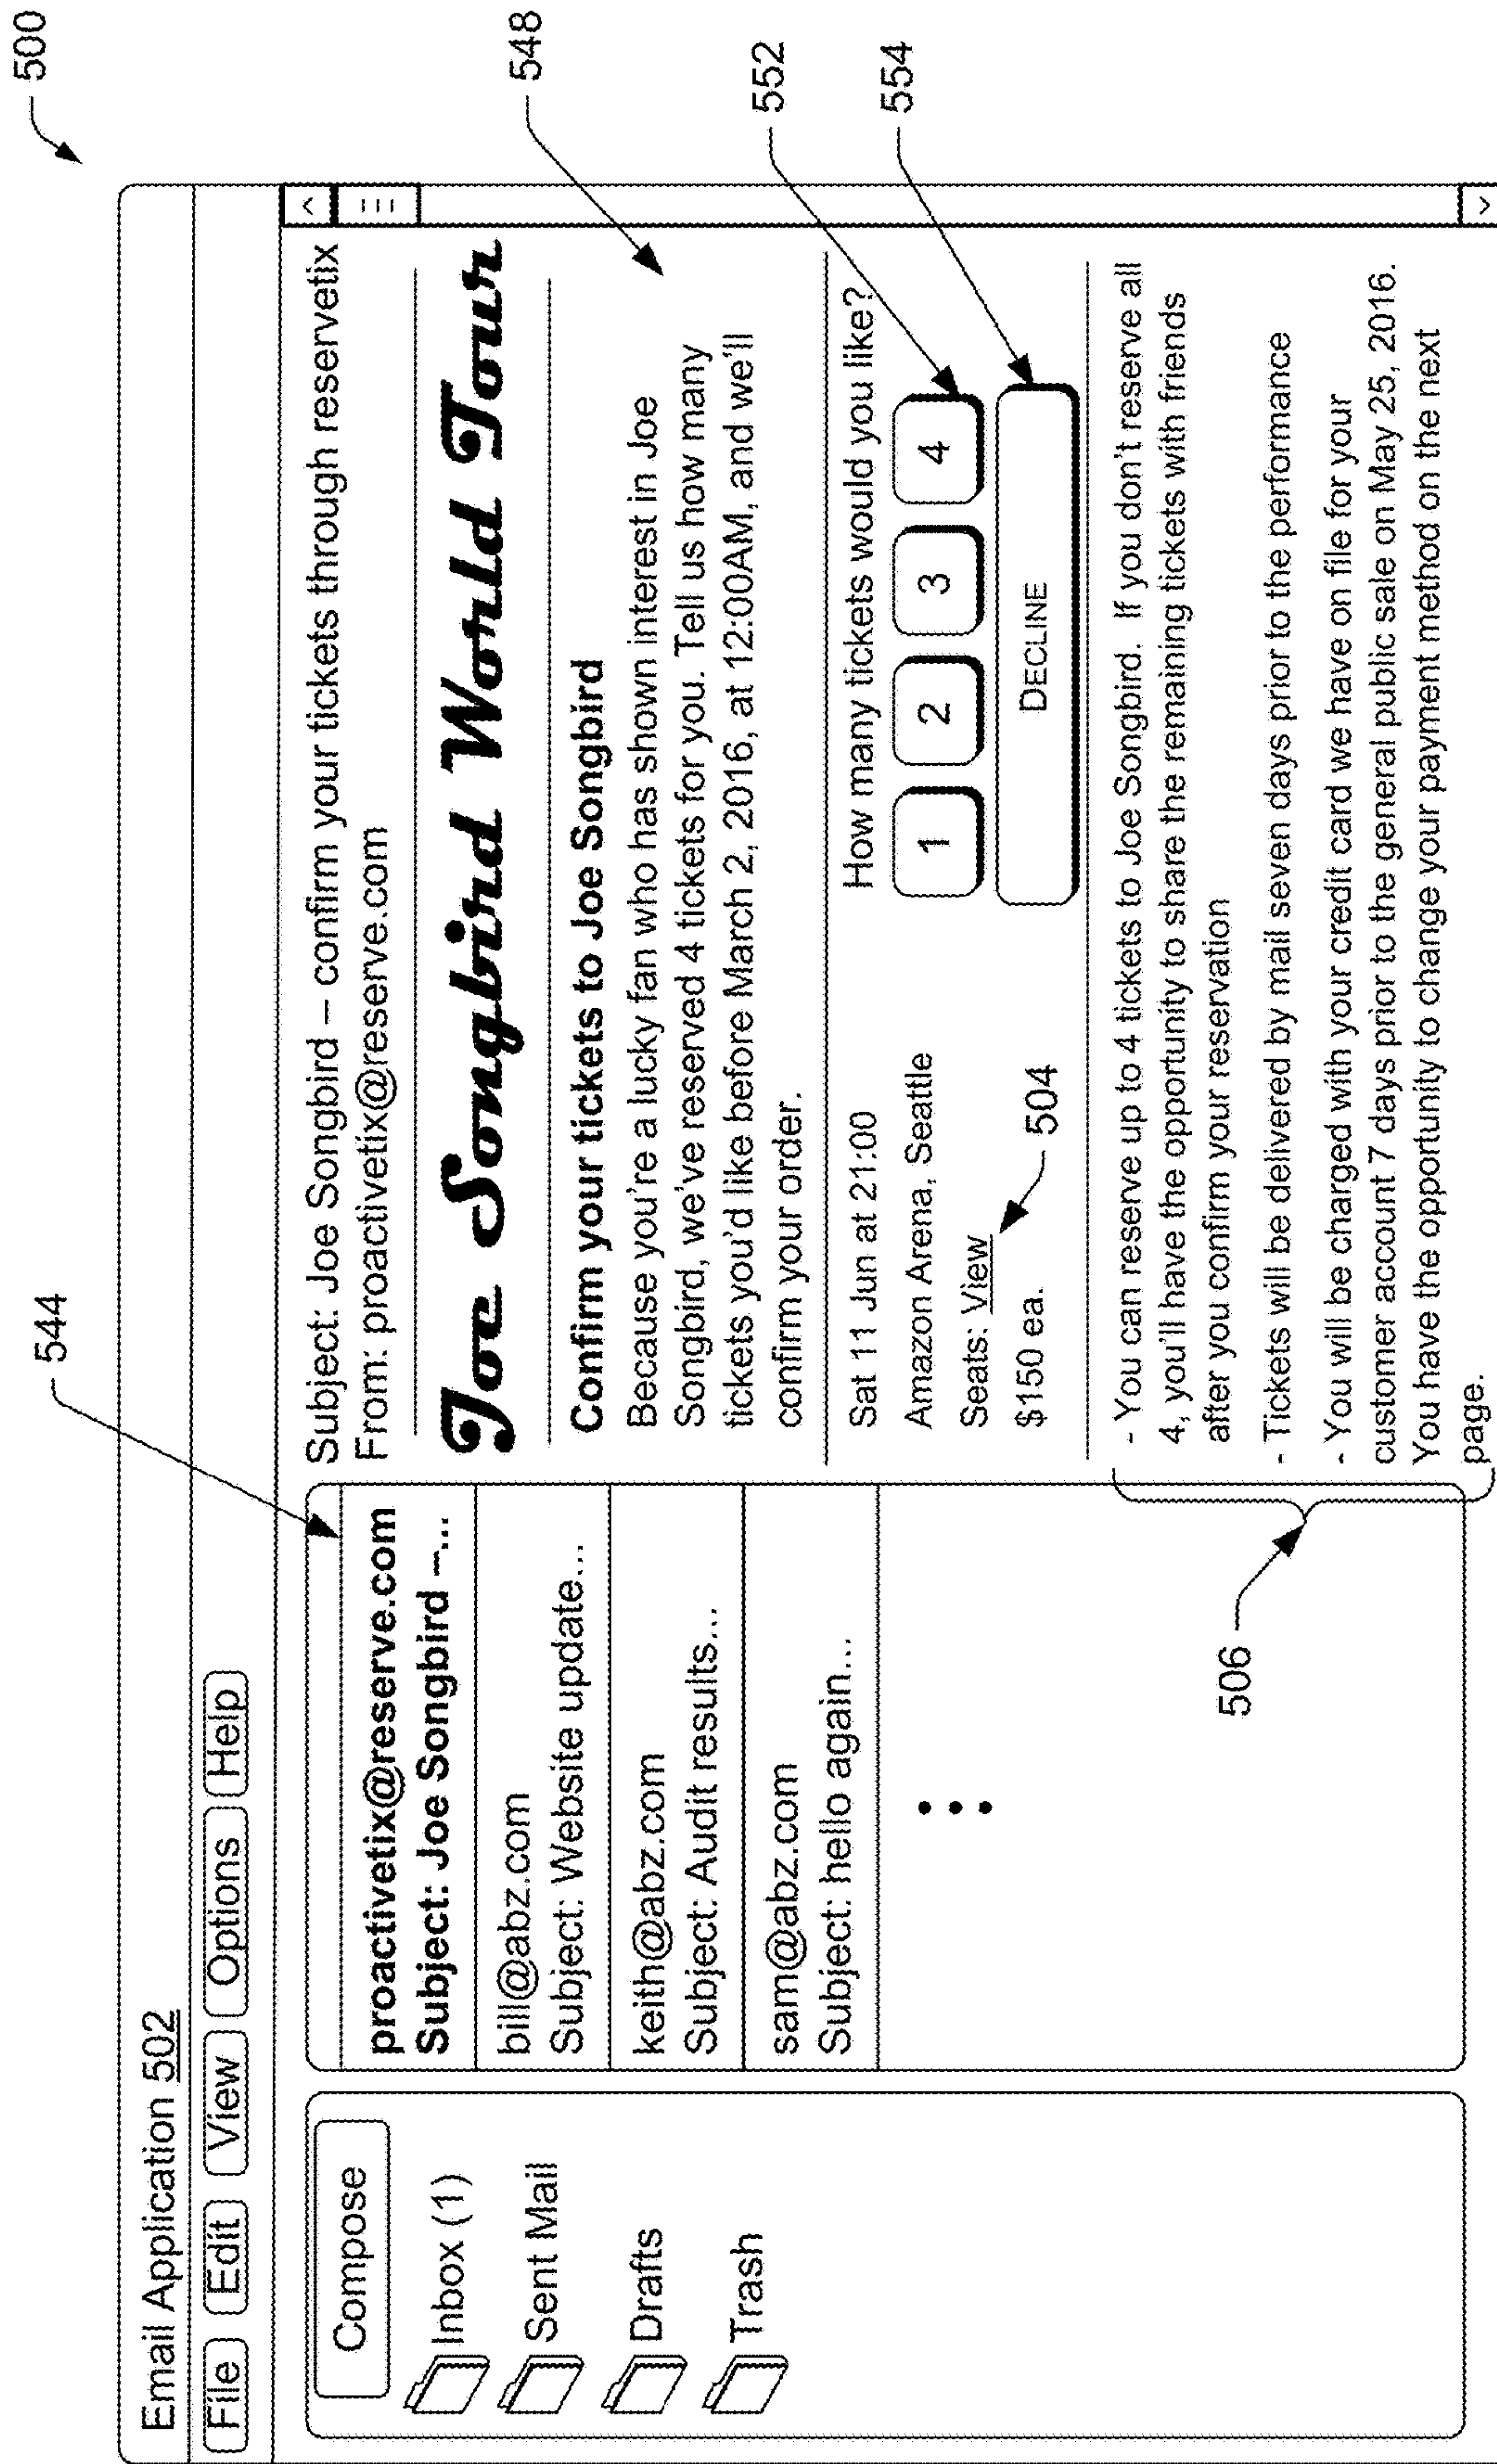 500
Email Application 502
File Edit View Options Help
544
Compose
Inbox (1)
Sent Mail
Drafts
Trash
proactivetix@reserve.com
Subject: Joe Songbird –...
bill@abz.com
Subject: Website update...
keith@abz.com
Subject: Audit results...
sam@abz.com
Subject: hello again...
506
Subject: Joe Songbird – confirm your tickets through reservetix
From: proactivetix@reserve.com
Joe Songbird World Tour
548
Confirm your tickets to Joe Songbird
Because you're a lucky fan who has shown interest in Joe
Songbird, we've reserved 4 tickets for you. Tell us how many
tickets you'd like before March 2, 2016, at 12:00AM, and we'll
confirm your order.
Sat 11 Jun at 21:00
Amazon Arena, Seattle
Seats: View
504
$150 ea.
How many tickets would you like?
1 2 3 4
552
DECLINE
554
- You can reserve up to 4 tickets to Joe Songbird. If you don't reserve all
4, you'll have the opportunity to share the remaining tickets with friends
after you confirm your reservation
- Tickets will be delivered by mail seven days prior to the performance
- You will be charged with your credit card we have on file for your
customer account 7 days prior to the general public sale on May 25, 2016.
You have the opportunity to change your payment method on the next
page.